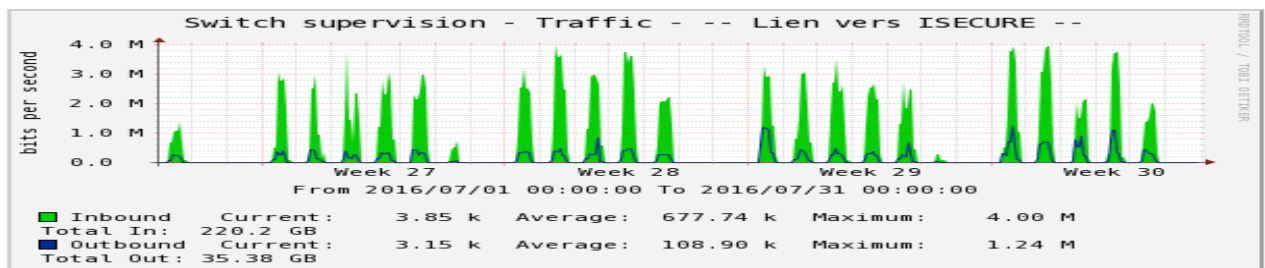 Switch supervision - Traffic - -- Lien vers ISECURE --
RRDTOOL / TOBI OETIKER
bits per second
4.0 M
3.0 M
2.0 M
1.0 M
0.0
Week 27 Week 28 Week 29 Week 30
From 2016/07/01 00:00:00 To 2016/07/31 00:00:00
Inbound Current: 3.85 k Average: 677.74 k Maximum: 4.00 M
Total In: 220.2 GB
Outbound Current: 3.15 k Average: 108.90 k Maximum: 1.24 M
Total Out: 35.38 GB